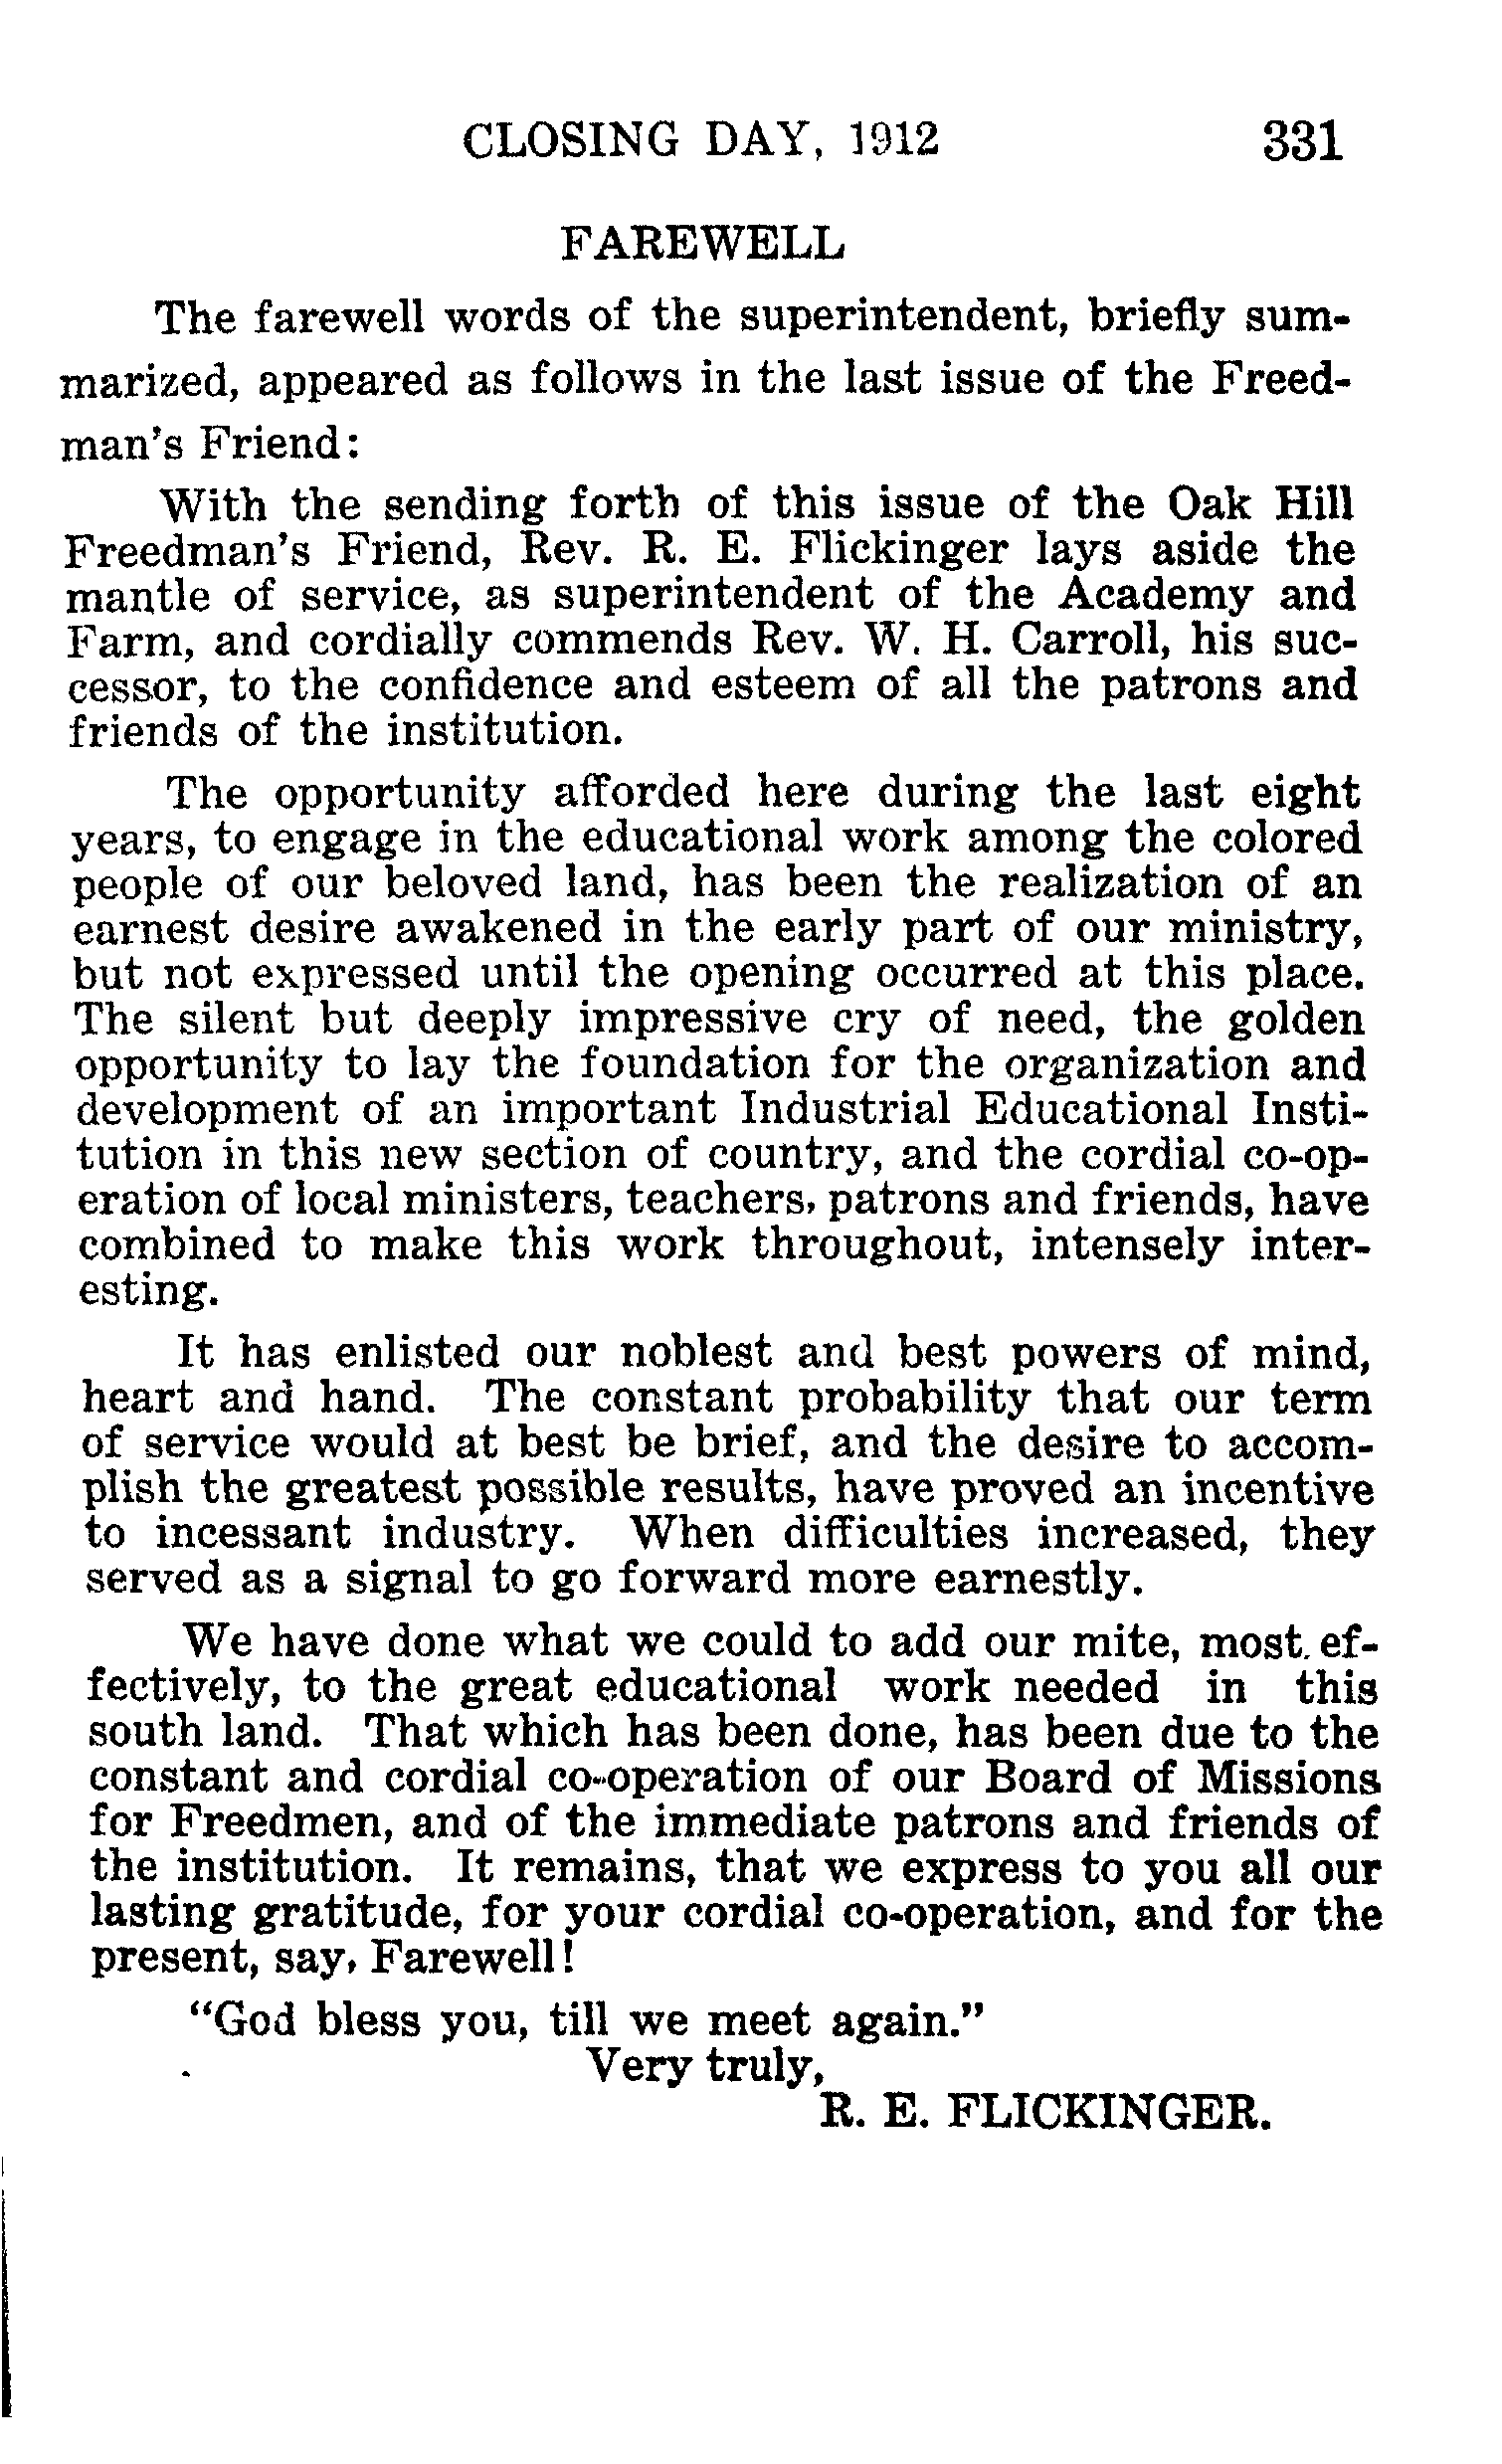 CLOSING DAY, 1912 331
FAREWELL
The farewell words of the superintendent, briefly sum-
marized, appeared as follows in the last issue of the Freed-
man's Friend:
With the sending forth of this issue of the Oak Hill
Freedman's Friend, Rev. R. E. Flickinger lays aside the
mantle of service, as superintendent of the Academy and
Farm, and cordially commends Rev. W. H. Carroll, his suc-
cessor, to the confidence and esteem of all the patrons and
friends of the institution.
The opportunity afforded here during the last eight
years, to engage in the educational work among the colored
people of our beloved land, has been the realization of an
earnest desire awakened in the early part of our ministry,
but not expressed until the opening occurred at this place.
The silent but deeply impressive cry of need, the golden
opportunity to lay the foundation for the organization and
development of an important Industrial Educational Insti-
tution in this new section of country, and the cordial co-op-
eration of local ministers, teachers, patrons and friends, have
combined to make this work throughout, intensely inter-
esting.
It has enlisted our noblest and best powers of mind,
heart and hand. The constant probability that our term
of service would at best be brief, and the desire to accom-
plish the greatest possible results, have proved an incentive
to incessant industry. When difficulties increased, they
served as a signal to go forward more earnestly.
We have done what we could to add our mite, most ef-
fectively, to the great educational work needed in this
south land. That which has been done, has been due to the
constant and cordial co-operation of our Board of Missions
for Freedmen, and of the immediate patrons and friends of
the institution. It remains, that we express to you all our
lasting gratitude, for your cordial co-operation, and for the
present, say, Farewell!
"God bless you, till we meet again."
Very truly,
R. E. FLICKINGER.